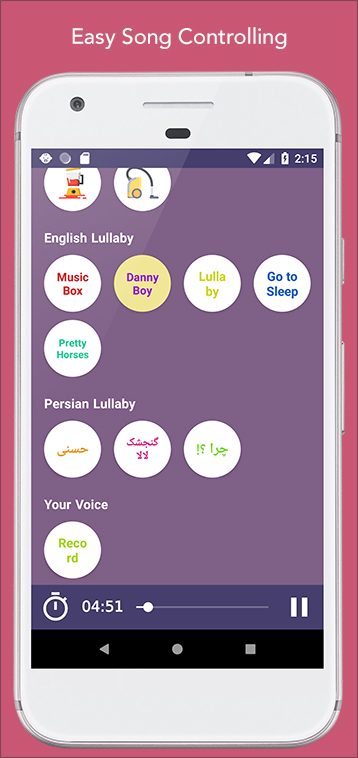 Easy Song Controlling
2:15
English Lullaby
Music
Box
Danny
Boy
Lulla
by
Go to
Sleep
Pretty
Horses
Persian Lullaby
حسنی
گنجشک
لالا
چرا ؟!
Your Voice
Reco
rd
04:51